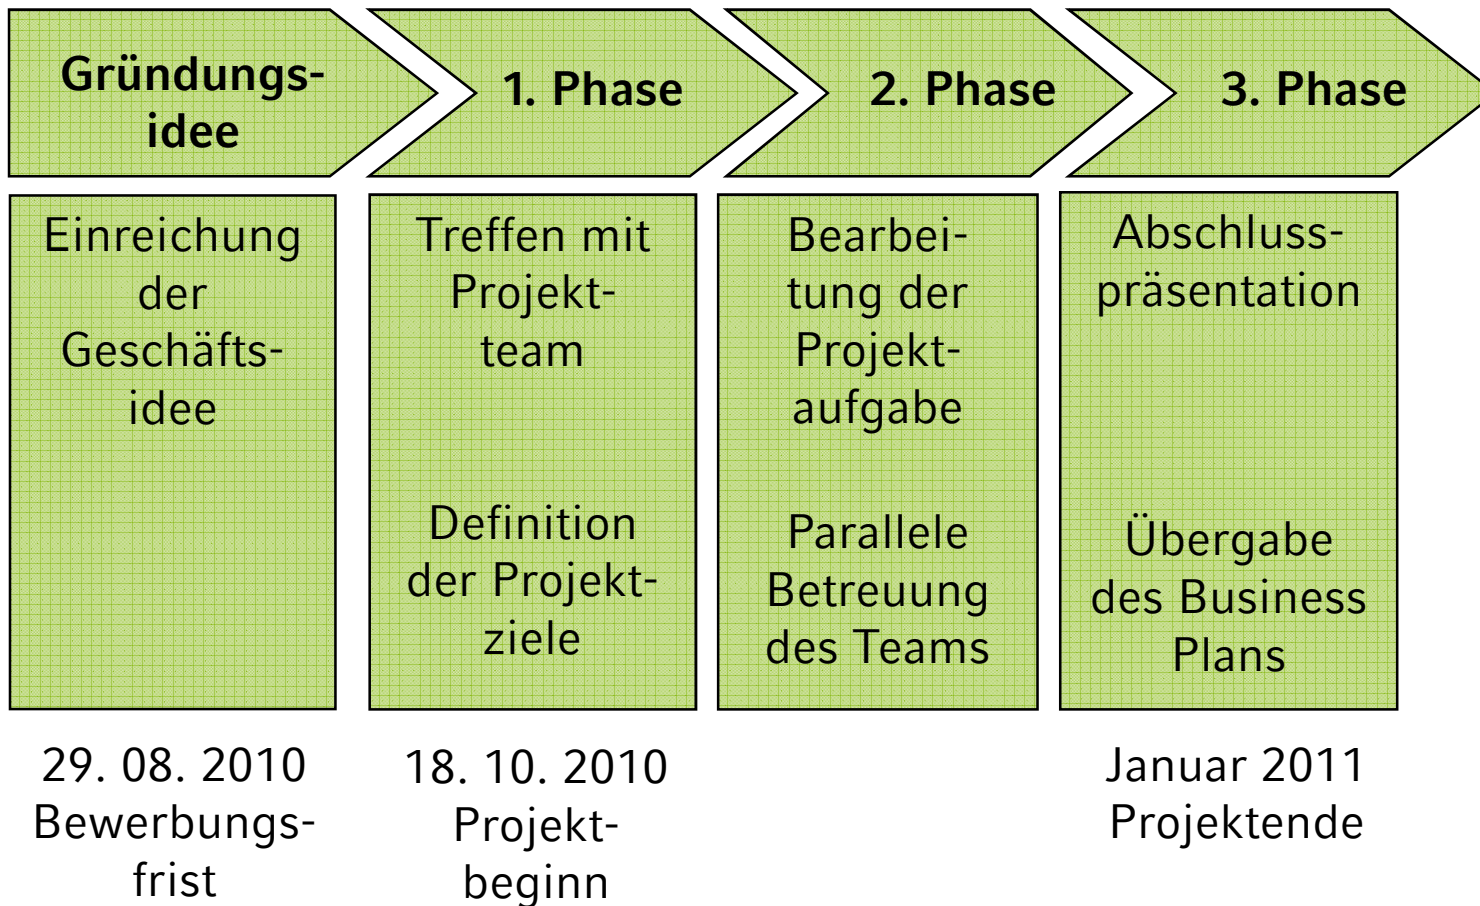 Gründungs-
idee
1. Phase
2. Phase
3. Phase
Einreichung
der
Geschäfts-
idee
Treffen mit
Projekt-
team
Definition
der Projekt-
ziele
Bearbei-
tung der
Projekt-
aufgabe
Parallele
Betreuung
des Teams
Abschluss-
präsentation
Übergabe
des Business
Plans
29. 08. 2010
Bewerbungs-
frist
18. 10. 2010
Projekt-
beginn
Januar 2011
Projektende